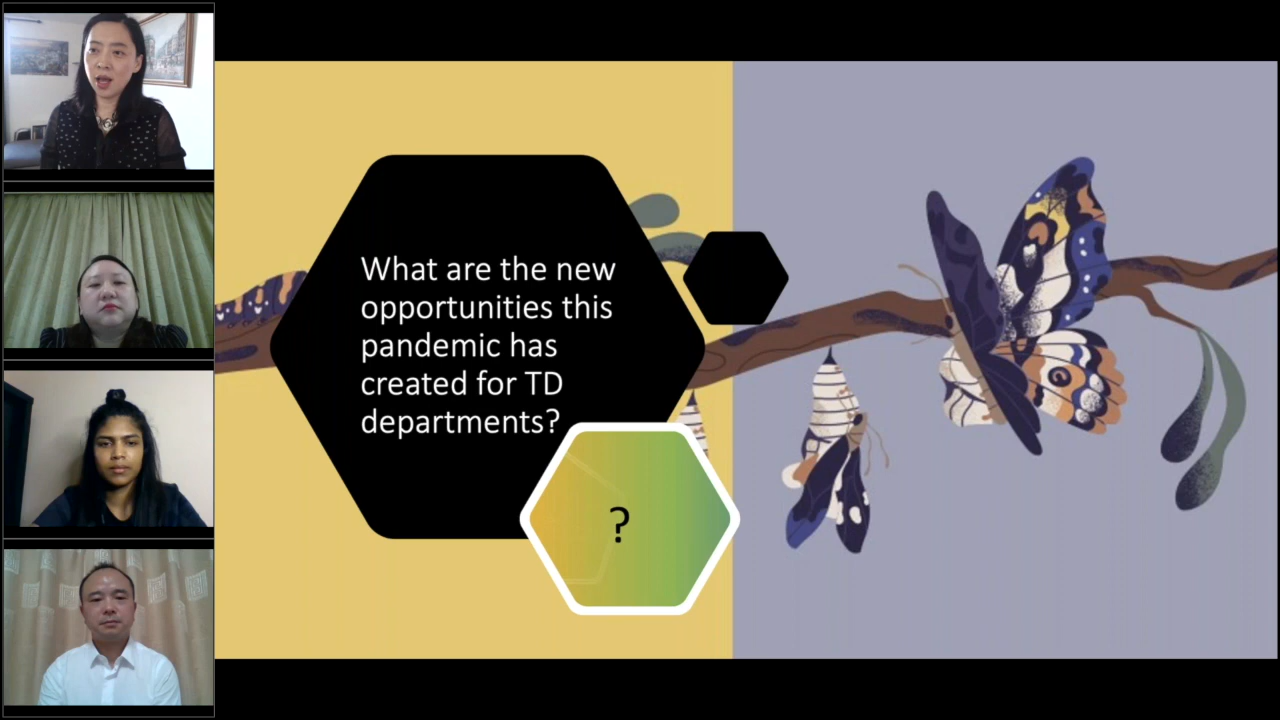 What are the new
opportunities this
pandemic has
created for TD
departments?
?